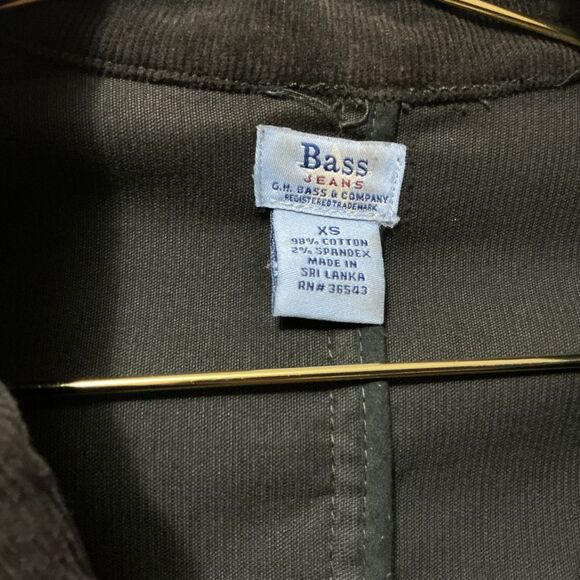 Bass
JEANS
G.H. BASS & COMPANY
REGISTERED TRADEMARK
XS
98% COTTON
2% SPANDEX
MADE IN
SRI LANKA
RN# 36543